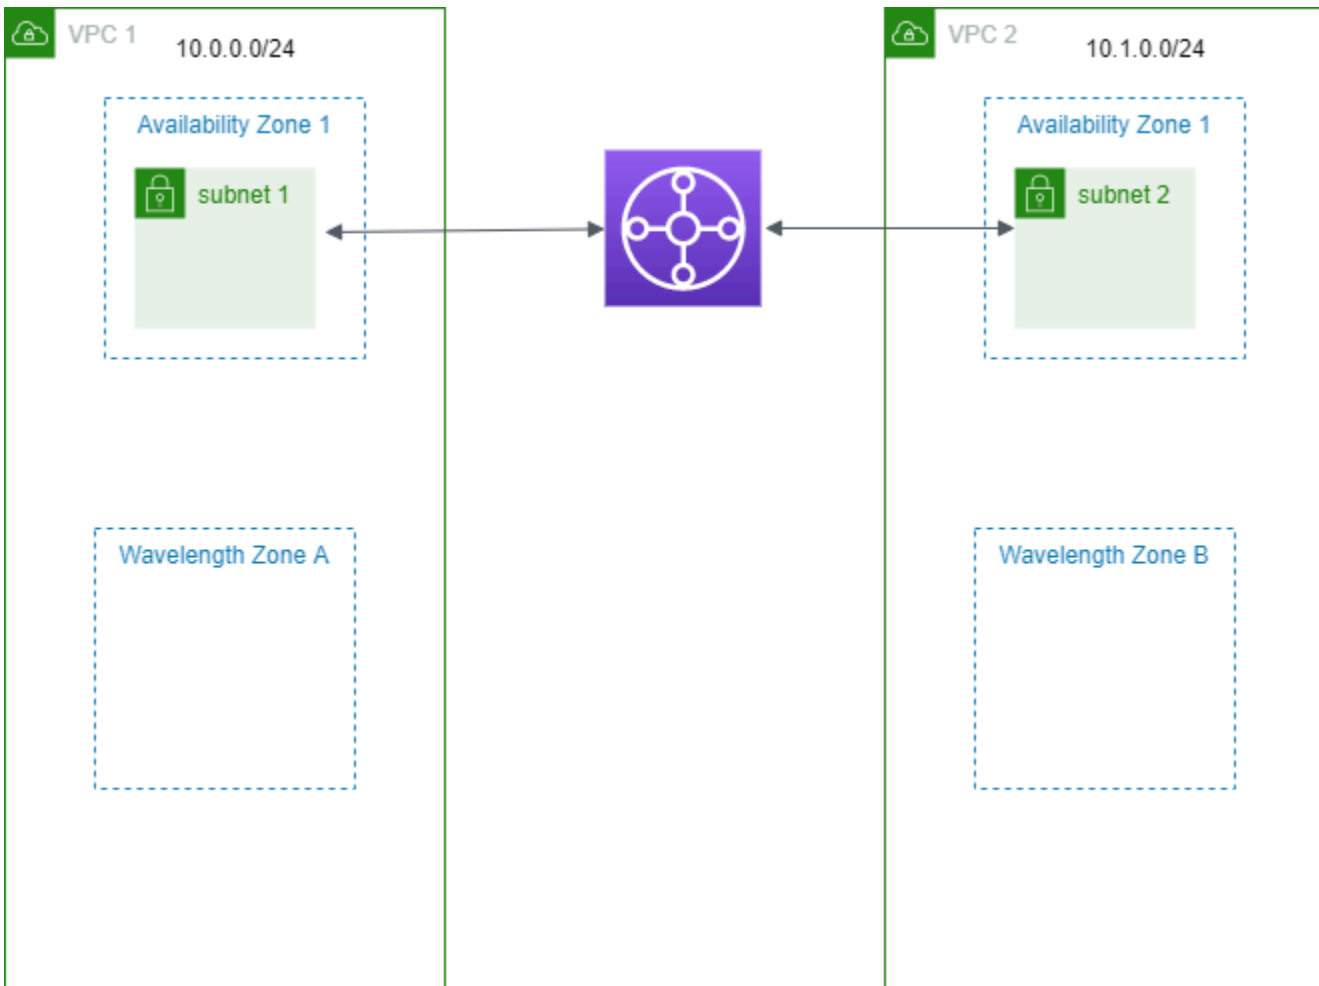 VPC 1
10.0.0.0/24
Availability Zone 1
subnet 1
Wavelength Zone A
VPC 2
10.1.0.0/24
Availability Zone 1
subnet 2
Wavelength Zone B